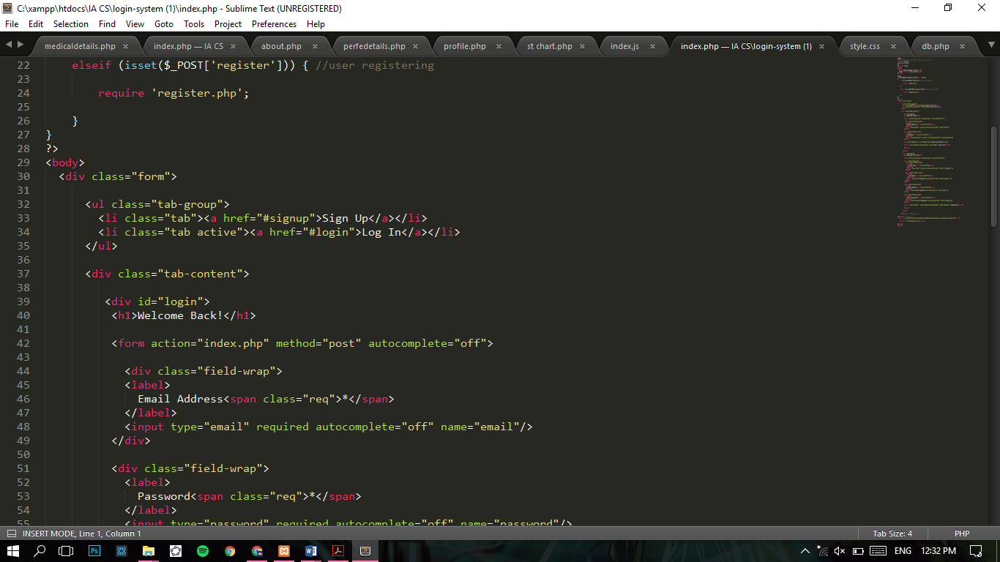 C:\xampp\htdocs\IA CS\login-system (1)\index.php - Sublime Text (UNREGISTERED)
File Edit Selection Find View Goto Tools Project Preferences Help
medicaldetails.php × index.php — IA CS × about.php × perfedetails.php × profile.php × st chart.php × index.js × index.php — IA CS\login-system (1) × style.css × db.php ×
22 elseif (isset($_POST['register'])) { //user registering
23
24 require 'register.php';
25
26 }
27 }
28 ?>
29 <body>
30 <div class="form">
31
32 <ul class="tab-group">
33 <li class="tab"><a href="#signup">Sign Up</a></li>
34 <li class="tab active"><a href="#login">Log In</a></li>
35 </ul>
36
37 <div class="tab-content">
38
39 <div id="login">
40 <h1>Welcome Back!</h1>
41
42 <form action="index.php" method="post" autocomplete="off">
43
44 <div class="field-wrap">
45 <label>
46 Email Address<span class="req">*</span>
47 </label>
48 <input type="email" required autocomplete="off" name="email"/>
49 </div>
50
51 <div class="field-wrap">
52 <label>
53 Password<span class="req">*</span>
54 </label>
55 <input type="password" required autocomplete="off" name="password"/>
INSERT MODE, Line 1, Column 1 Tab Size: 4 PHP
Ps W S ENG 12:32 PM